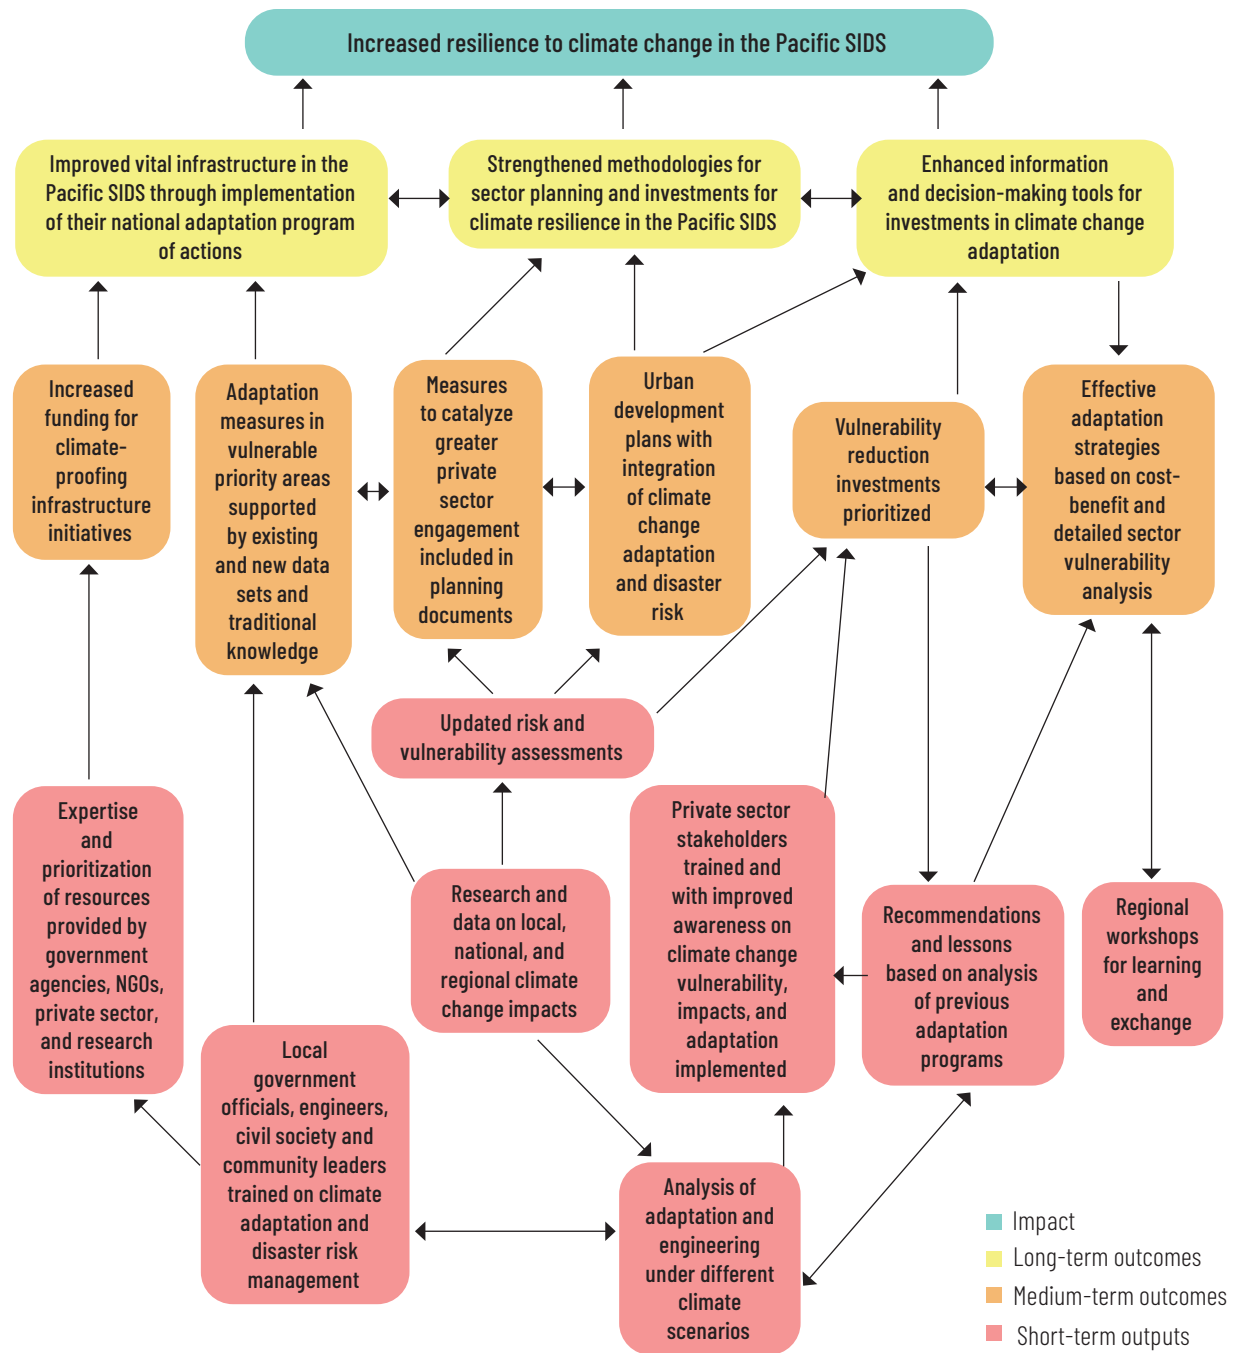 Increased resilience to climate change in the Pacific SIDS
Improved vital infrastructure in the
Pacific SIDS through implementation
of their national adaptation program
of actions
Strengthened methodologies for
sector planning and investments for
climate resilience in the Pacific SIDS
Enhanced information
and decision-making tools for
investments in climate change
adaptation
Increased
funding for
climate-
proofing
infrastructure
initiatives
Adaptation
measures in
vulnerable
priority areas
supported
by existing
and new data
sets and
traditional
knowledge
Measures
to catalyze
greater
private
sector
engagement
included in
planning
documents
Urban
development
plans with
integration
of climate
change
adaptation
and disaster
risk
Vulnerability
reduction
investments
prioritized
Effective
adaptation
strategies
based on cost-
benefit and
detailed sector
vulnerability
analysis
Updated risk and
vulnerability assessments
Expertise
and
prioritization
of resources
provided by
government
agencies, NGOs,
private sector,
and research
institutions
Local
government
officials, engineers,
civil society and
community leaders
trained on climate
adaptation and
disaster risk
management
Research and
data on local,
national, and
regional climate
change impacts
Private sector
stakeholders
trained and
with improved
awareness on
climate change
vulnerability,
impacts, and
adaptation
implemented
Recommendations
and lessons
based on analysis
of previous
adaptation
programs
Regional
workshops
for learning
and
exchange
Analysis of
adaptation and
engineering
under different
climate
scenarios
Impact
Long-term outcomes
Medium-term outcomes
Short-term outputs